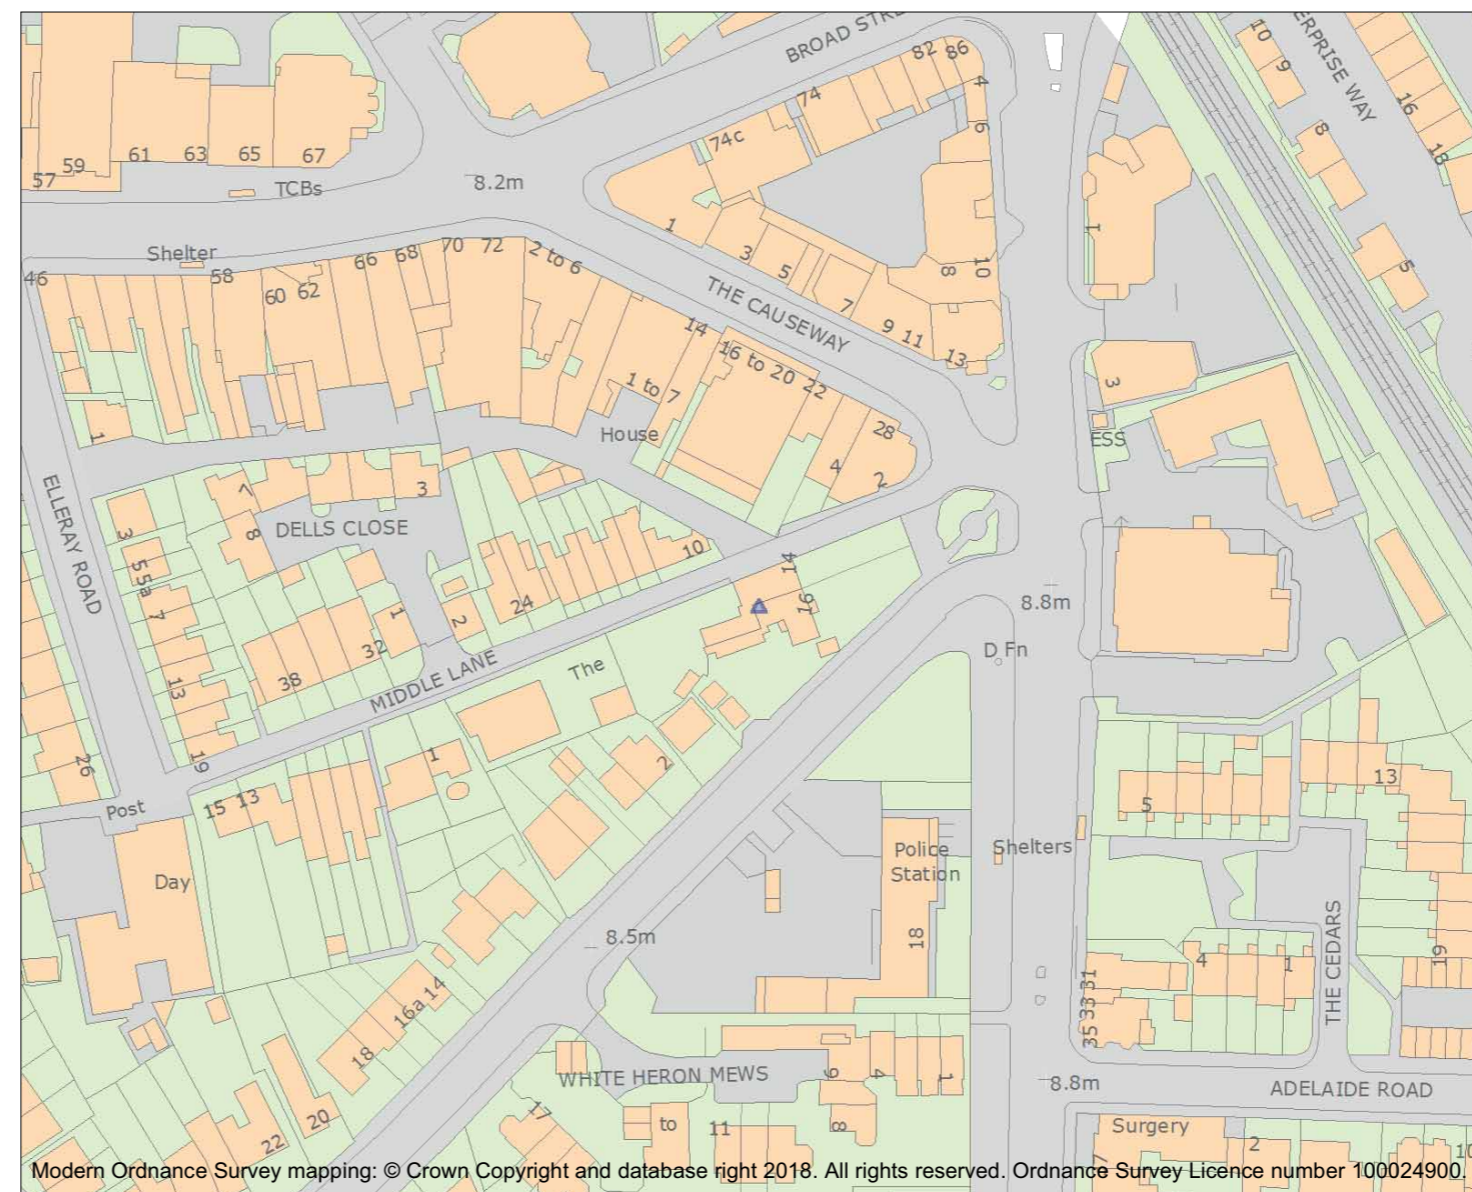 BROAD STRE
82 86
4
6
74
74c
10
9
ERPRISE WAY
16
18
8
5
57
59
61
63
65
67
TCBs
8.2m
1
3
5
7
9
11
13
8
10
1
Shelter
46
58
60
62
66
68
70
72
2 to 6
THE CAUSEWAY
14
16 to 20
22
28
4
2
1 to 7
House
3
ESS
1
ELLERAY ROAD
7
8
3
DELLS CLOSE
3
5
5a
7
13
19
26
1
2
24
10
32
38
MIDDLE LANE
The
14
16
8.8m
D Fn
Post
15
13
1
2
Day
Police
Station
18
Shelters
5
13
8.5m
14
16a
18
20
22
4
1
THE CEDARS
19
31
33
35
WHITE HERON MEWS
9
4
1
8
17
to
11
8.8m
ADELAIDE ROAD
Surgery
7
2
10
Modern Ordnance Survey mapping: © Crown Copyright and database right 2018. All rights reserved. Ordnance Survey Licence number 100024900.